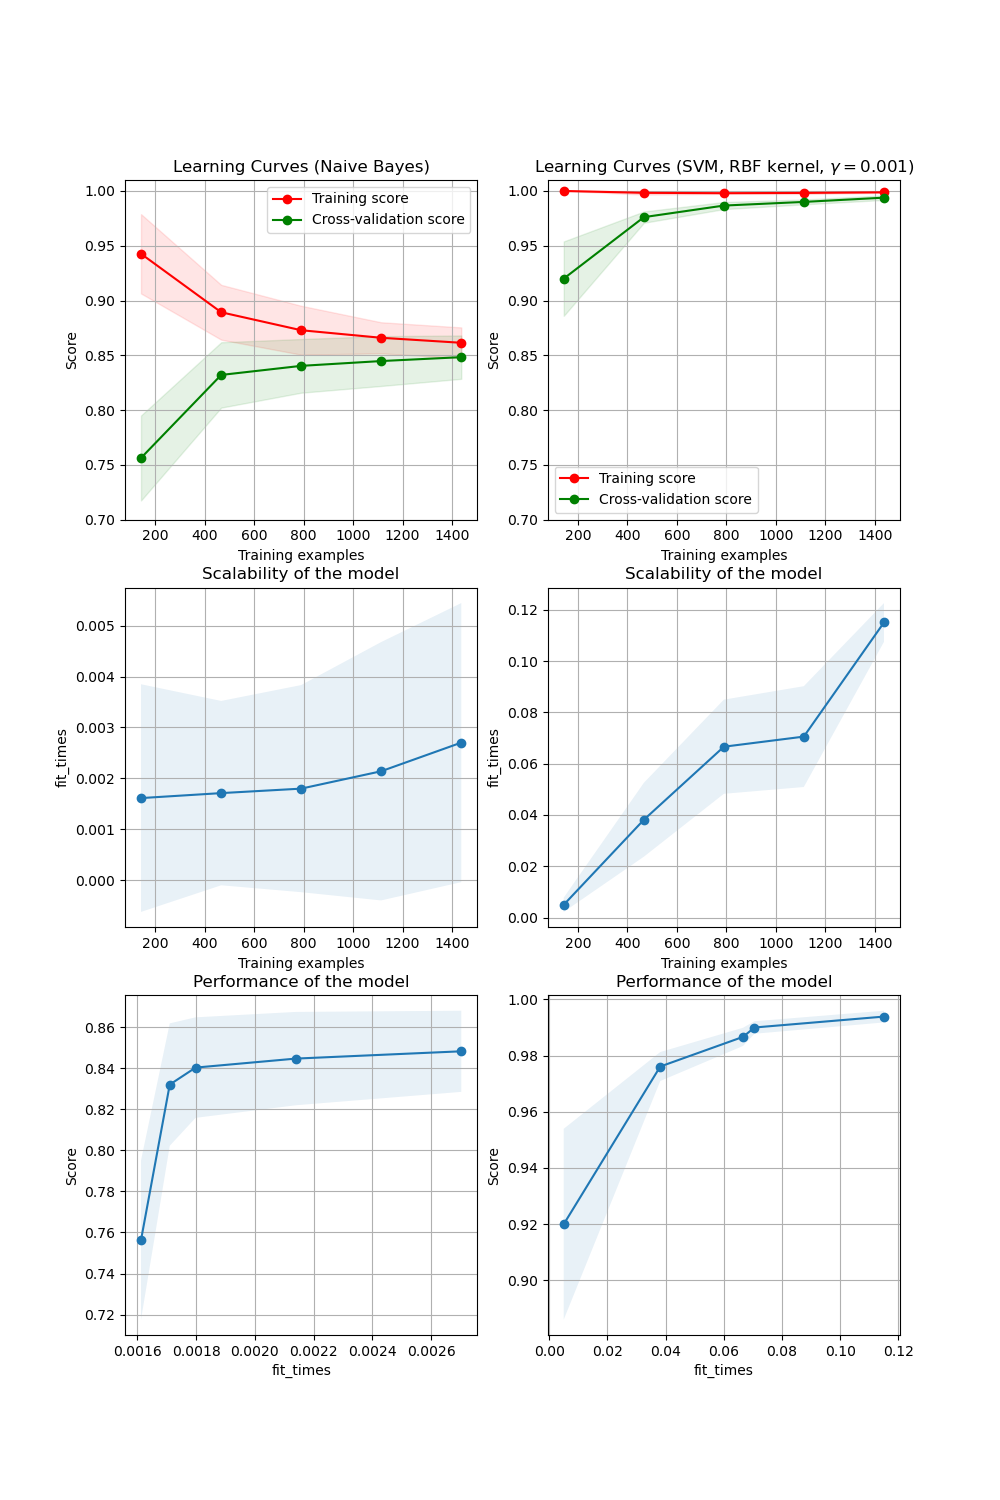 Learning Curves (Naive Bayes)
1.00
0.95
0.90
0.85
0.80
0.75
0.70
Score
Training score
Cross-validation score
200 400 600 800 1000 1200 1400
Training examples
Learning Curves (SVM, RBF kernel, γ = 0.001)
1.00
0.95
0.90
0.85
0.80
0.75
0.70
Score
Training score
Cross-validation score
200 400 600 800 1000 1200 1400
Training examples
Scalability of the model
0.005
0.004
0.003
0.002
0.001
0.000
fit_times
200 400 600 800 1000 1200 1400
Training examples
Scalability of the model
0.12
0.10
0.08
0.06
0.04
0.02
0.00
fit_times
200 400 600 800 1000 1200 1400
Training examples
Performance of the model
0.86
0.84
0.82
0.80
0.78
0.76
0.74
0.72
Score
0.0016 0.0018 0.0020 0.0022 0.0024 0.0026
fit_times
Performance of the model
1.00
0.98
0.96
0.94
0.92
0.90
Score
0.00 0.02 0.04 0.06 0.08 0.10 0.12
fit_times